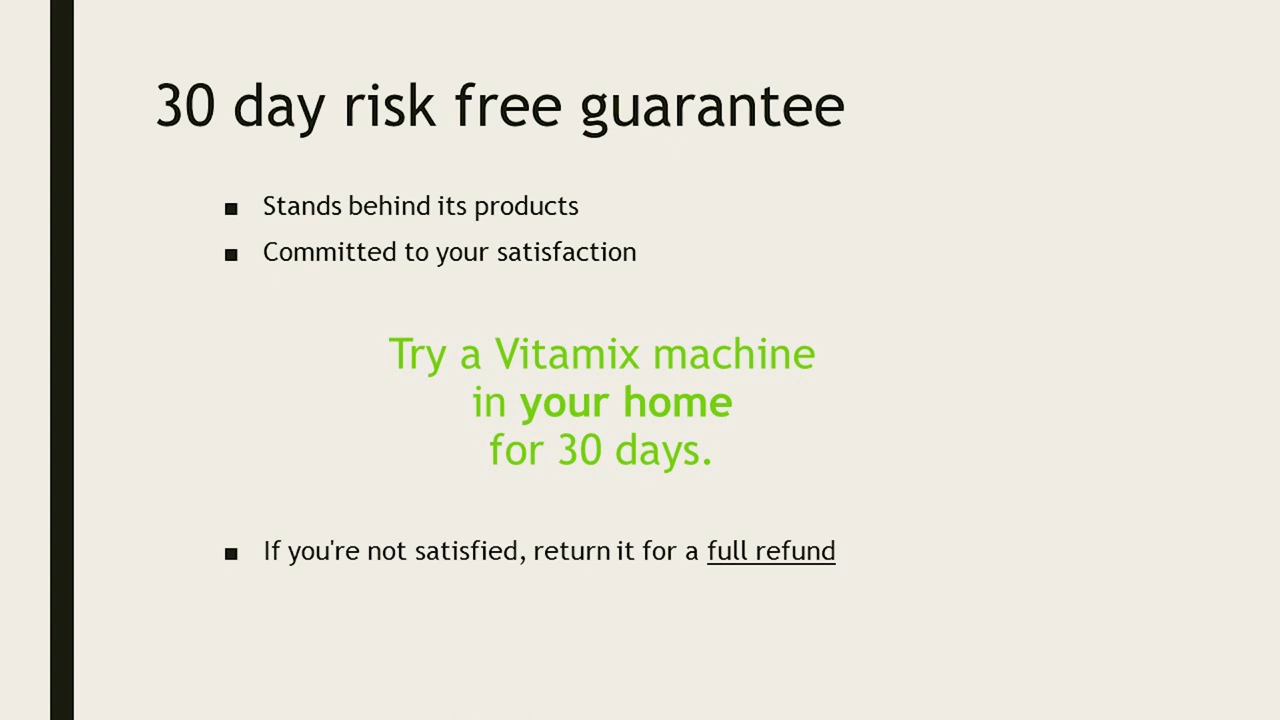 30 day risk free guarantee
Stands behind its products
Committed to your satisfaction
Try a Vitamix machine
in your home
for 30 days.
If you're not satisfied, return it for a full refund